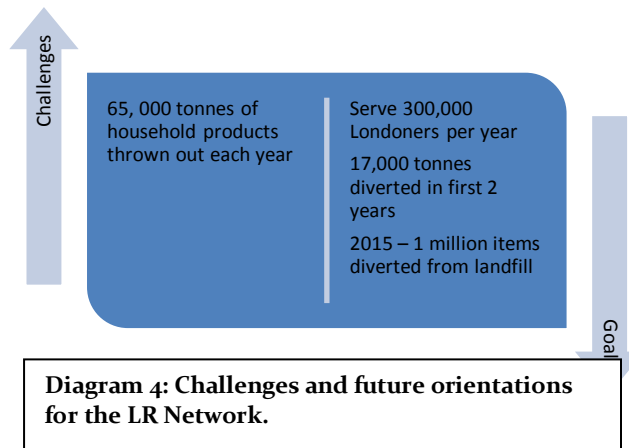 Challenges
65, 000 tonnes of
household products
thrown out each year
Serve 300,000
Londoners per year
17,000 tonnes
diverted in first 2
years
2015 – 1 million items
diverted from landfill
Goal
Diagram 4: Challenges and future orientations
for the LR Network.